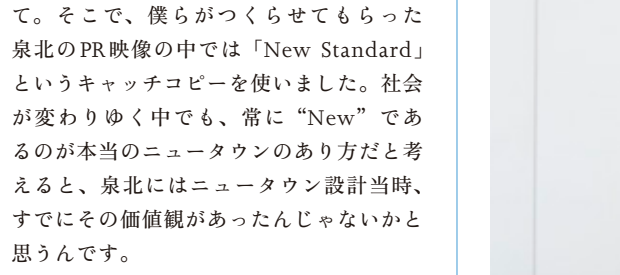 て。そこで、僕らがつくらせてもらった
泉北のPR映像の中では「New Standard」
というキャッチコピーを使いました。社会
が変わりゆく中でも、常に“New”であ
るのが本当のニュータウンのあり方だと考
えると、泉北にはニュータウン設計当時、
すでにその価値観があったんじゃないかと
思うんです。